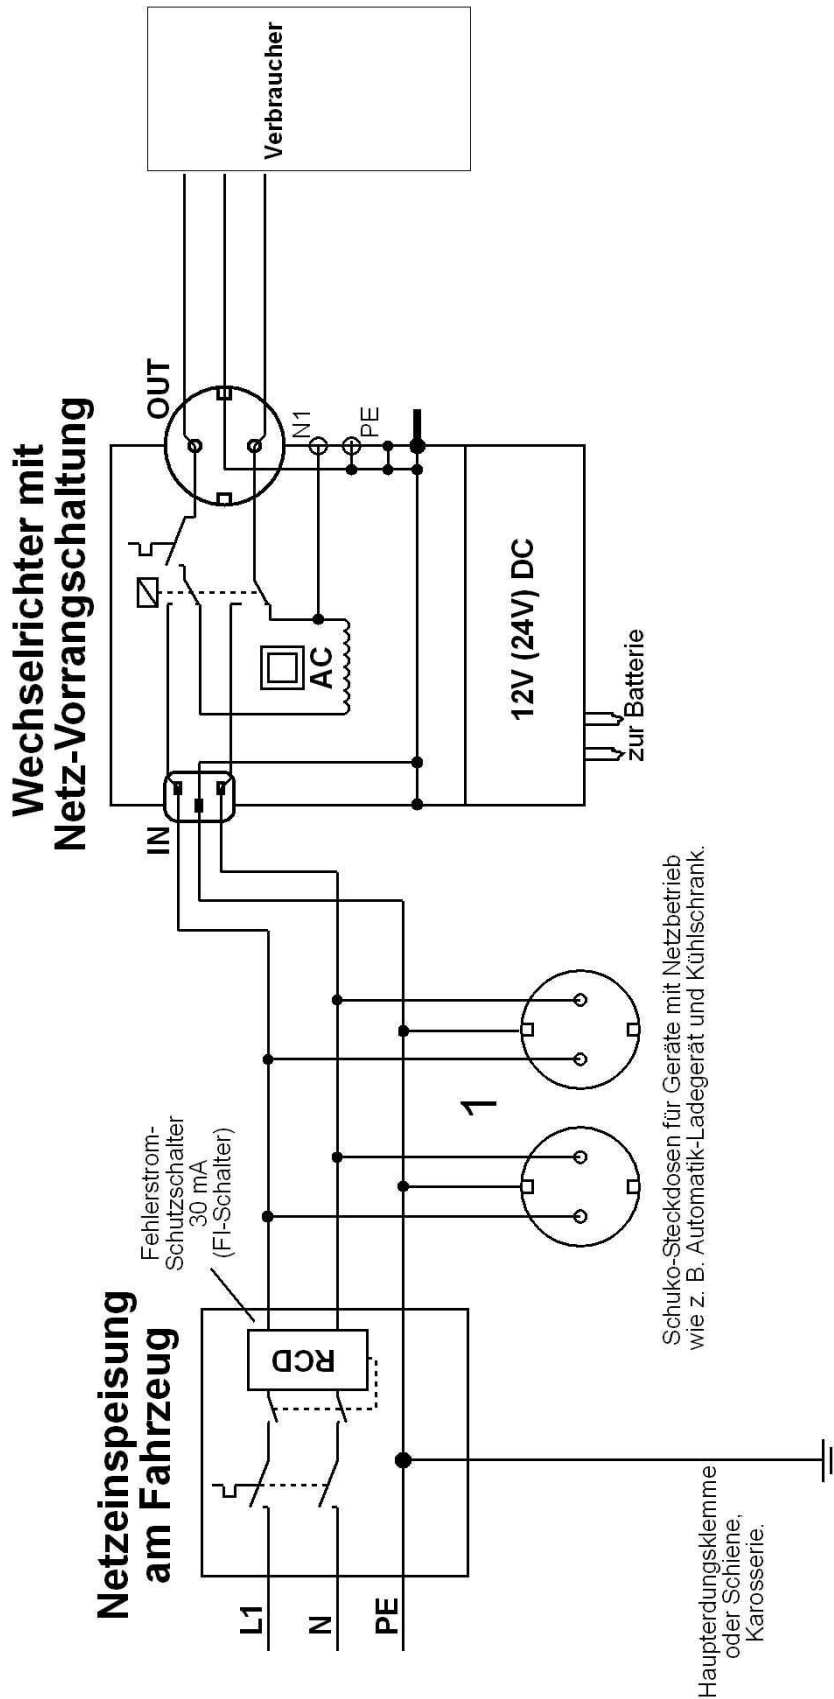 Netzeinspeisung
am Fahrzeug
Fehlerstrom-
Schutzschalter
30 mA
(FI-Schalter)
L1
N
PE
RCD
Haupterdungsklemme
oder Schiene,
Karosserie.
1
Schuko-Steckdosen für Geräte mit Netzbetrieb
wie z. B. Automatik-Ladegerät und Kühlschrank.
Wechselrichter mit
Netz-Vorrangschaltung
IN
OUT
AC
N1
PE
12V (24V) DC
zur Batterie
Verbraucher